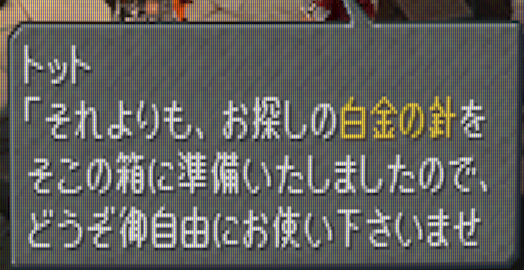 トット
「それよりも、お探しの白金の針を
そこの箱に準備いたしましたので、
どうぞ御自由にお使い下さいませ